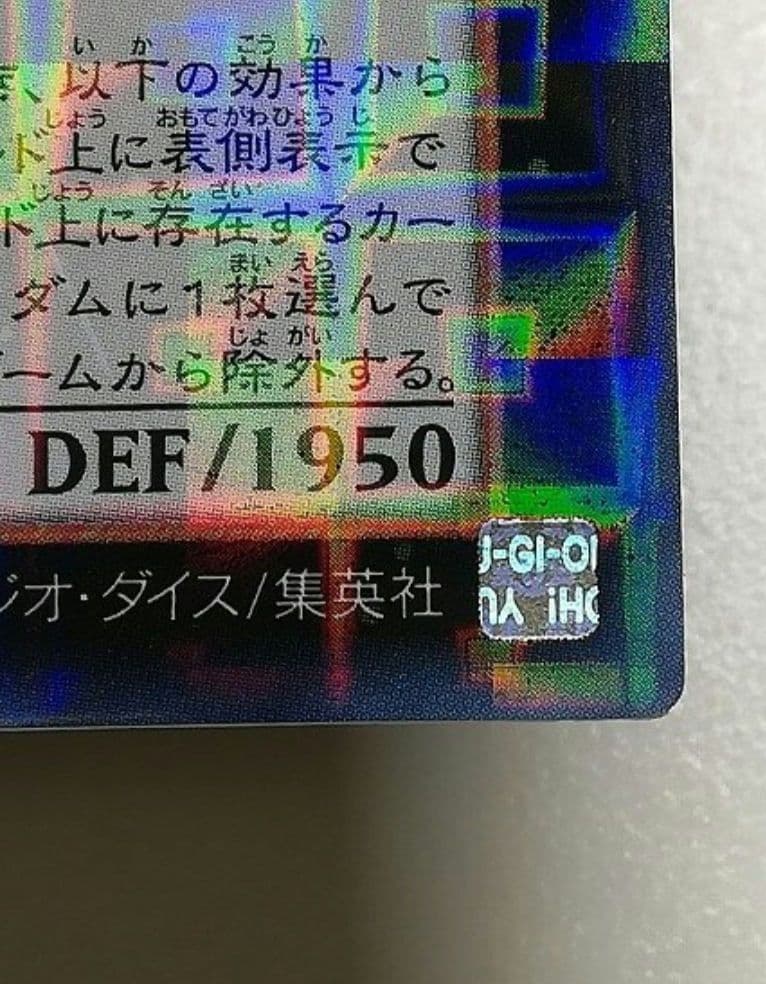 、以下の効果から
ド上に表側表示で
ド上に存在するカー
ダムに1枚選んで
ームから除外する。
DEF/1950
ジオ・ダイス/集英社
-GI-O